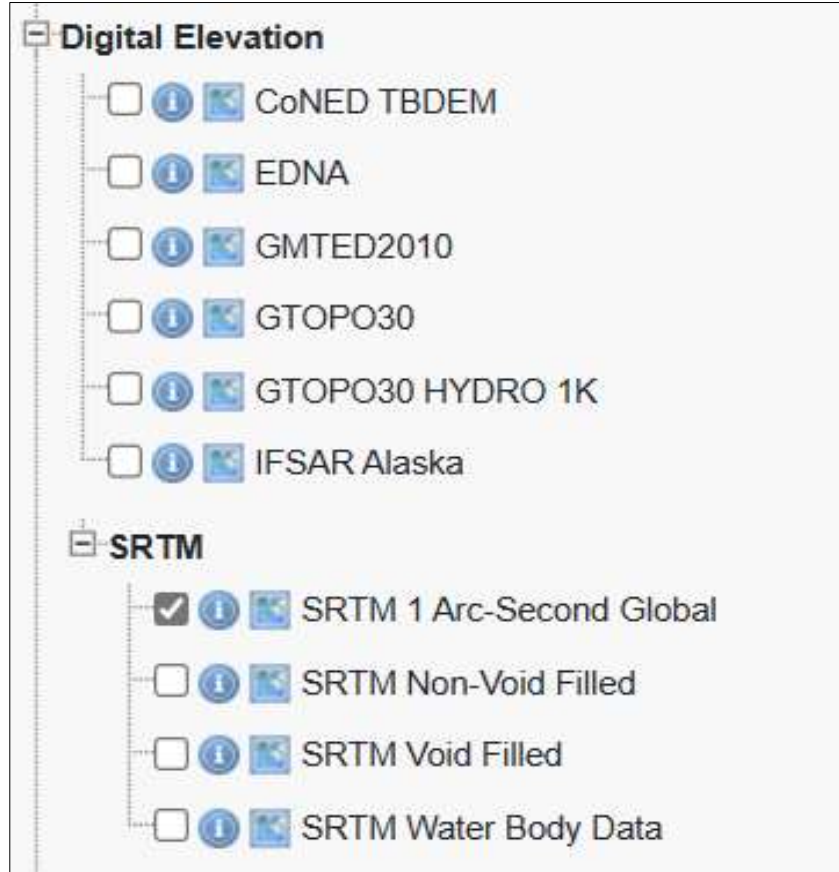 Digital Elevation
CoNED TBDEM
EDNA
GMTED2010
GTOPO30
GTOPO30 HYDRO 1K
IFSAR Alaska
SRTM
SRTM 1 Arc-Second Global
SRTM Non-Void Filled
SRTM Void Filled
SRTM Water Body Data